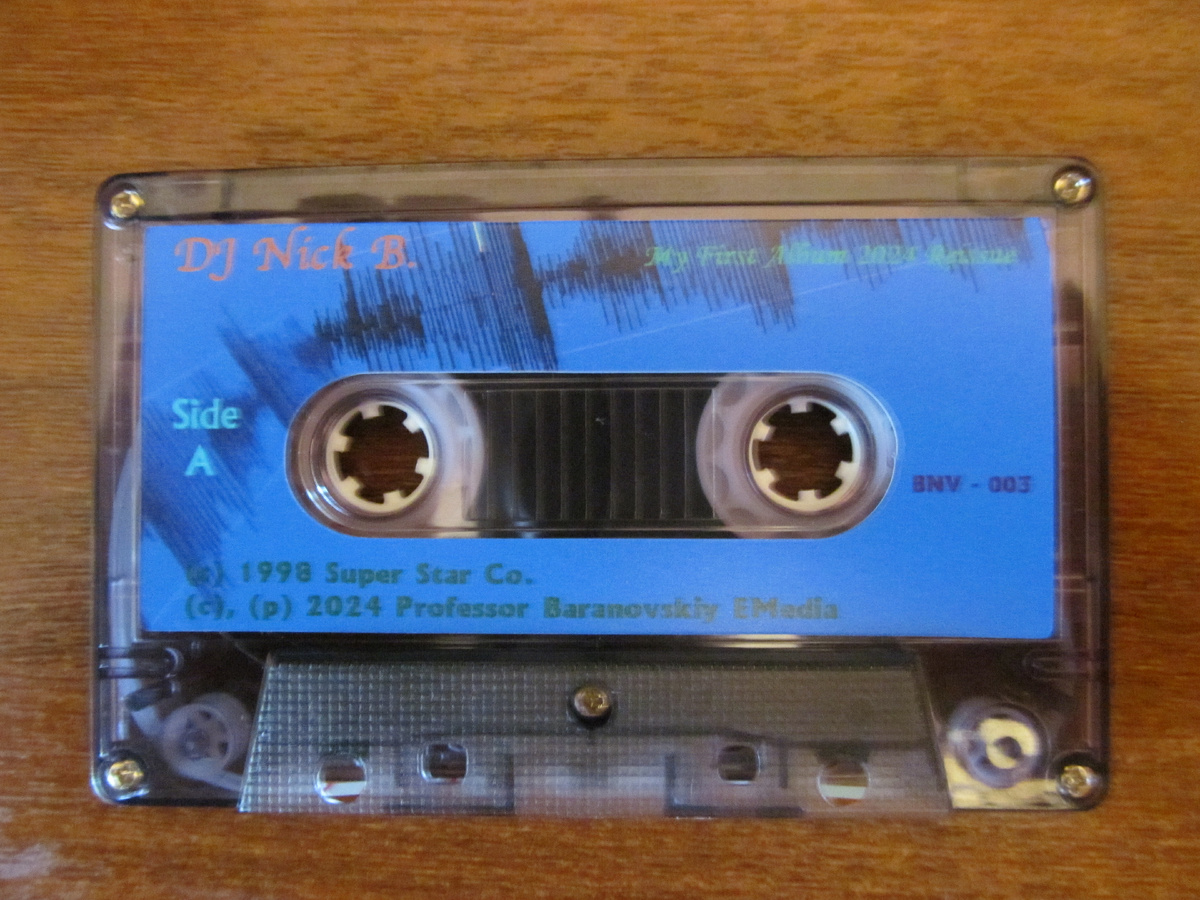 DJ Nick B.
My First Album 2024 Reissue
Side
A
BNV - 003
(c) 1998 Super Star Co.
(c), (p) 2024 Professor Baranovskiy EMedia